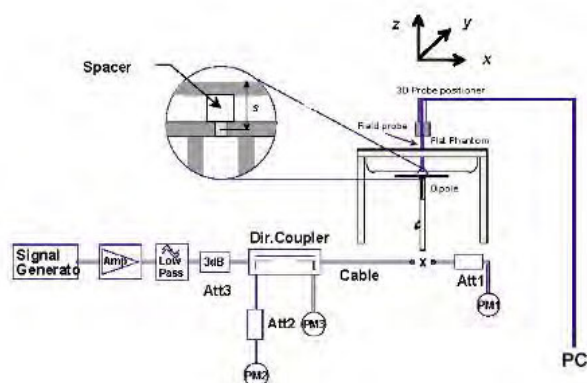 z
y
x
Spacer
s
3D Probe positioner
Field probe
Flat Phantom
Dipole
Signal
Generato
Amp
Low
Pass
3dB
Att3
Dir.Coupler
Cable
x
Att1
Att2
PM3
PM1
PM2
PC